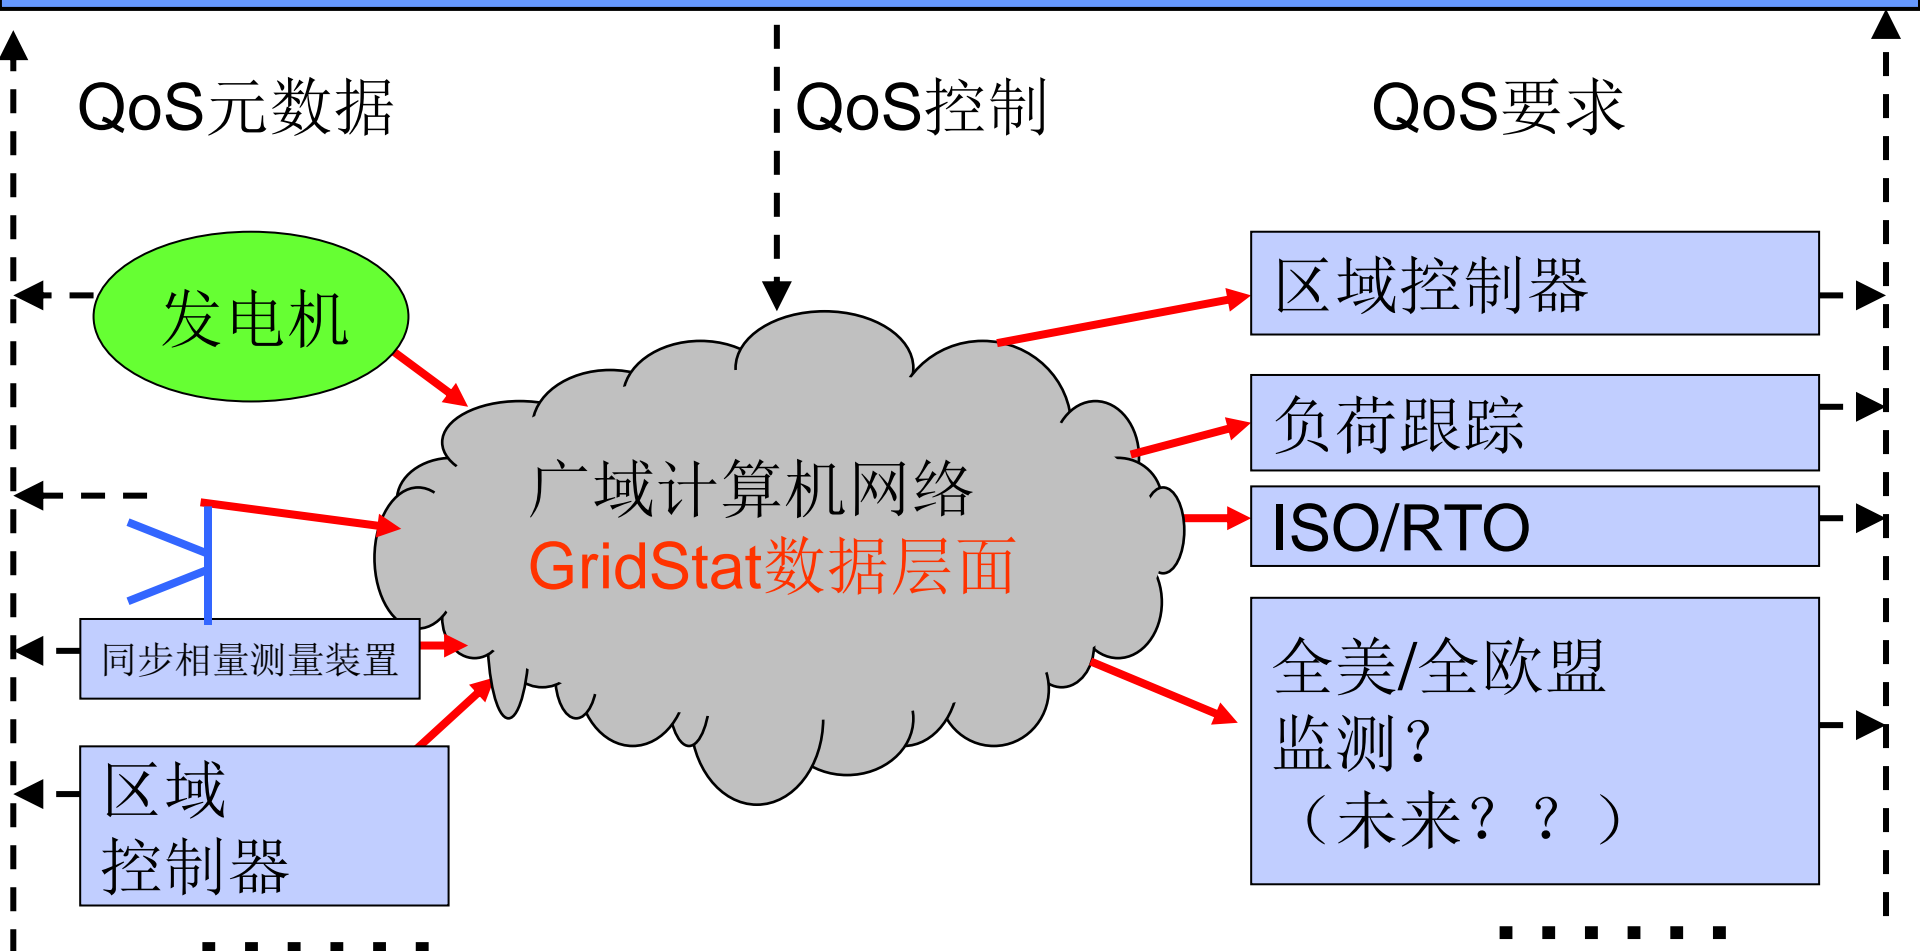 QoS元数据
QoS控制
QoS要求
发电机
区域控制器
负荷跟踪
广域计算机网络
GridStat数据层面
ISO/RTO
同步相量测量装置
全美/全欧盟
监测？
（未来？？）
区域
控制器